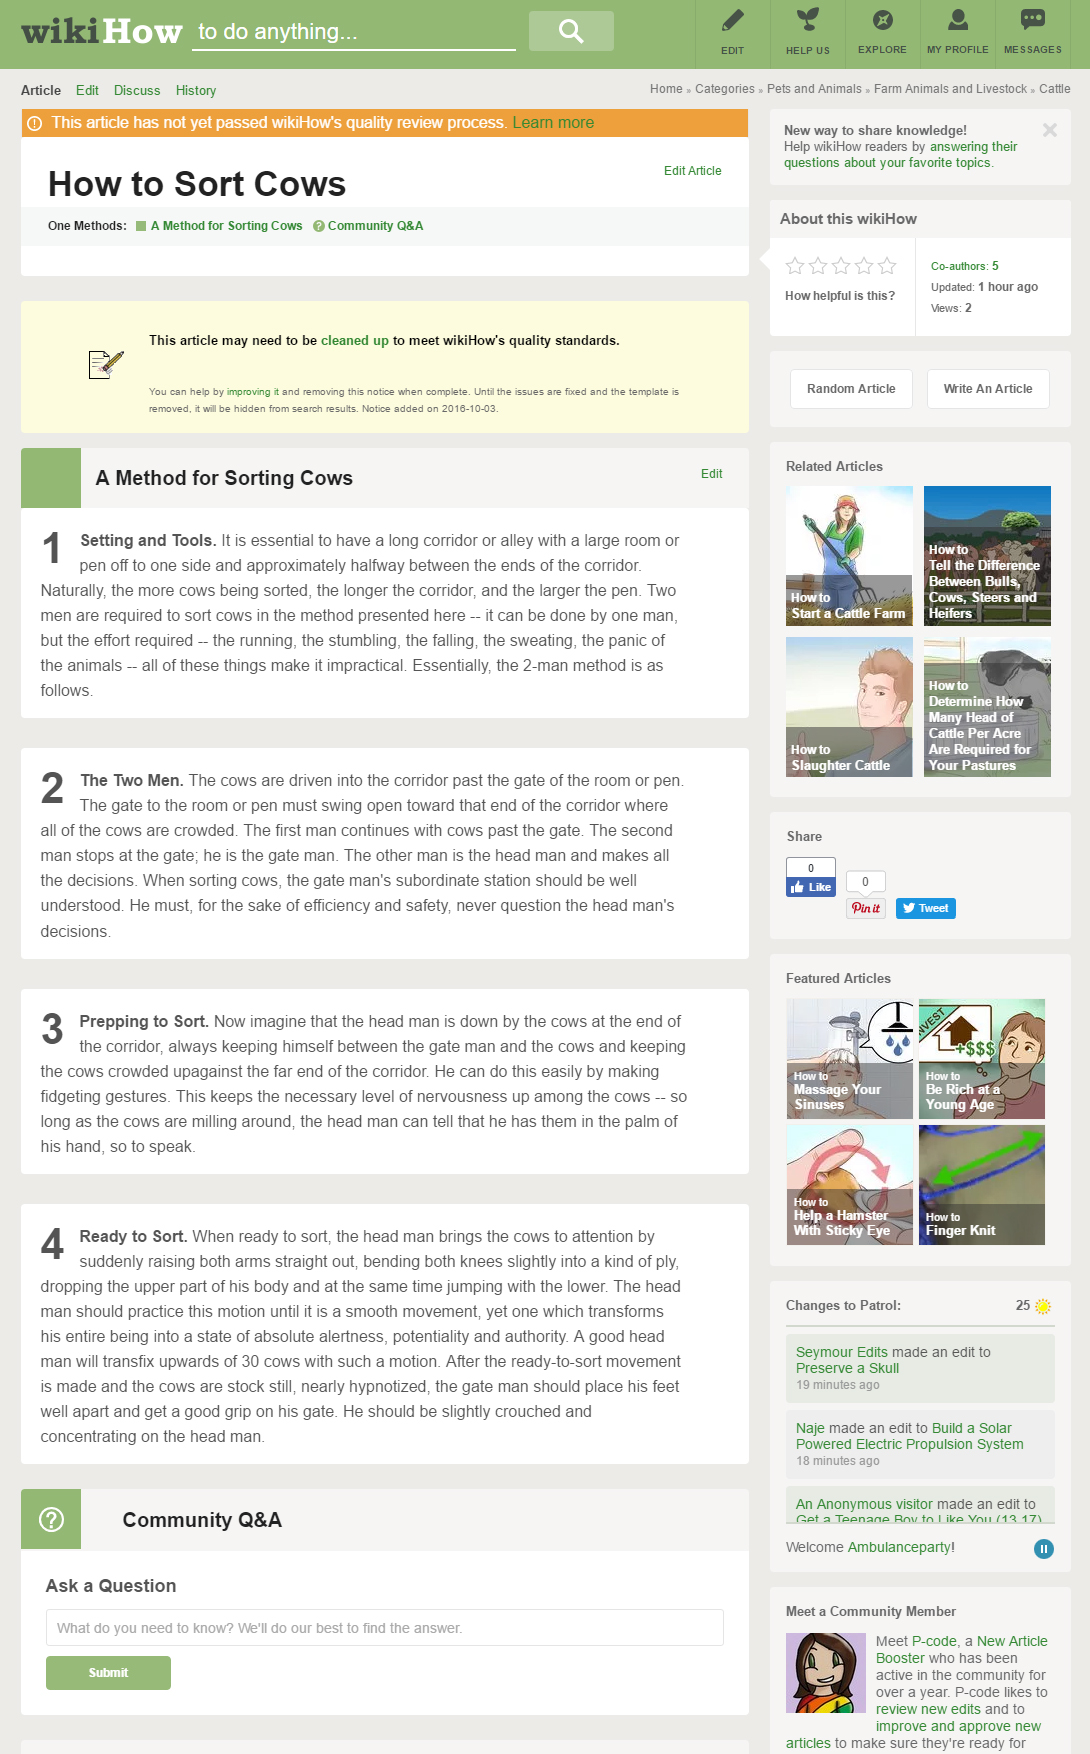 wikiHow to do anything...
EDIT
HELP US
EXPLORE
MY PROFILE
MESSAGES
Article Edit Discuss History
Home » Categories » Pets and Animals » Farm Animals and Livestock » Cattle
This article has not yet passed wikiHow's quality review process. Learn more
How to Sort Cows
Edit Article
One Methods: A Method for Sorting Cows Community Q&A
This article may need to be cleaned up to meet wikiHow's quality standards.
You can help by improving it and removing this notice when complete. Until the issues are fixed and the template is
removed, it will be hidden from search results. Notice added on 2016-10-03.
A Method for Sorting Cows
Edit
1 Setting and Tools. It is essential to have a long corridor or alley with a large room or
pen off to one side and approximately halfway between the ends of the corridor.
Naturally, the more cows being sorted, the longer the corridor, and the larger the pen. Two
men are required to sort cows in the method presented here -- it can be done by one man,
but the effort required -- the running, the stumbling, the falling, the sweating, the panic of
the animals -- all of these things make it impractical. Essentially, the 2-man method is as
follows.
2 The Two Men. The cows are driven into the corridor past the gate of the room or pen.
The gate to the room or pen must swing open toward that end of the corridor where
all of the cows are crowded. The first man continues with cows past the gate. The second
man stops at the gate; he is the gate man. The other man is the head man and makes all
the decisions. When sorting cows, the gate man's subordinate station should be well
understood. He must, for the sake of efficiency and safety, never question the head man's
decisions.
3 Prepping to Sort. Now imagine that the head man is down by the cows at the end of
the corridor, always keeping himself between the gate man and the cows and keeping
the cows crowded upagainst the far end of the corridor. He can do this easily by making
fidgeting gestures. This keeps the necessary level of nervousness up among the cows -- so
long as the cows are milling around, the head man can tell that he has them in the palm of
his hand, so to speak.
4 Ready to Sort. When ready to sort, the head man brings the cows to attention by
suddenly raising both arms straight out, bending both knees slightly into a kind of ply,
dropping the upper part of his body and at the same time jumping with the lower. The head
man should practice this motion until it is a smooth movement, yet one which transforms
his entire being into a state of absolute alertness, potentiality and authority. A good head
man will transfix upwards of 30 cows with such a motion. After the ready-to-sort movement
is made and the cows are stock still, nearly hypnotized, the gate man should place his feet
well apart and get a good grip on his gate. He should be slightly crouched and
concentrating on the head man.
Community Q&A
Ask a Question
What do you need to know? We'll do our best to find the answer.
Submit
New way to share knowledge!
Help wikiHow readers by answering their
questions about your favorite topics.
About this wikiHow
How helpful is this?
Co-authors: 5
Updated: 1 hour ago
Views: 2
Random Article
Write An Article
Related Articles
How to
Start a Cattle Farm
How to
Tell the Difference
Between Bulls,
Cows, Steers and
Heifers
How to
Slaughter Cattle
How to
Determine How
Many Head of
Cattle Per Acre
Are Required for
Your Pastures
Share
0
Like
0
Pin it
Tweet
Featured Articles
How to
Massage Your
Sinuses
INVEST
+$$$
How to
Be Rich at a
Young Age
How to
Help a Hamster
With Sticky Eye
How to
Finger Knit
Changes to Patrol: 25
Seymour Edits made an edit to
Preserve a Skull
19 minutes ago
Naje made an edit to Build a Solar
Powered Electric Propulsion System
18 minutes ago
An Anonymous visitor made an edit to
Get a Teenage Boy to Like You (13 17)
Welcome Ambulanceparty!
Meet a Community Member
Meet P-code, a New Article
Booster who has been
active in the community for
over a year. P-code likes to
review new edits and to
improve and approve new
articles to make sure they're ready for